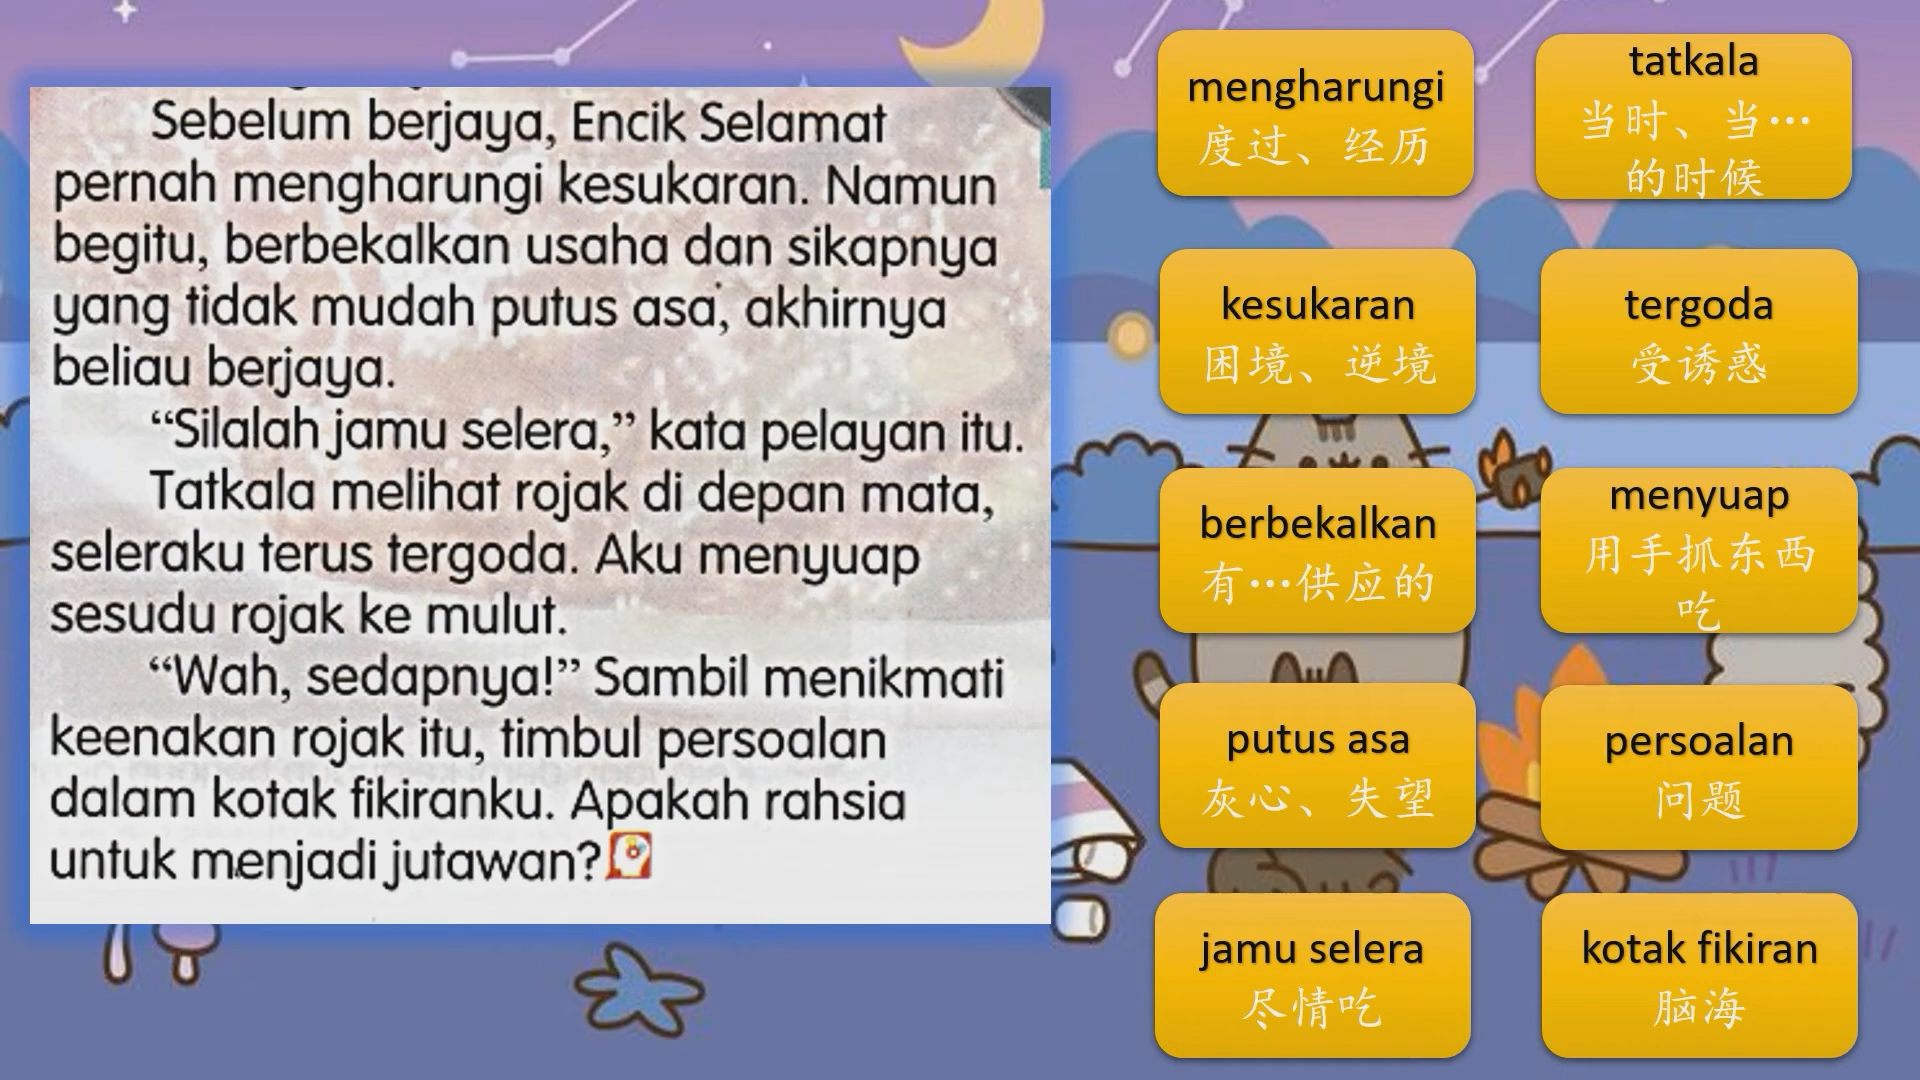 Sebelum berjaya, Encik Selamat
pernah mengharungi kesukaran. Namun
begitu, berbekalkan usaha dan sikapnya
yang tidak mudah putus asa, akhirnya
beliau berjaya.
“Silalah jamu selera,” kata pelayan itu.
Tatkala melihat rojak di depan mata,
seleraku terus tergoda. Aku menyuap
sesudu rojak ke mulut.
“Wah, sedapnya!” Sambil menikmati
keenakan rojak itu, timbul persoalan
dalam kotak fikiranku. Apakah rahsia
untuk menjadi jutawan?
mengharungi
度过、经历
tatkala
当时、当…
的时候
kesukaran
困境、逆境
tergoda
受诱惑
berbekalkan
有…供应的
menyuap
用手抓东西
吃
putus asa
灰心、失望
persoalan
问题
jamu selera
尽情吃
kotak fikiran
脑海